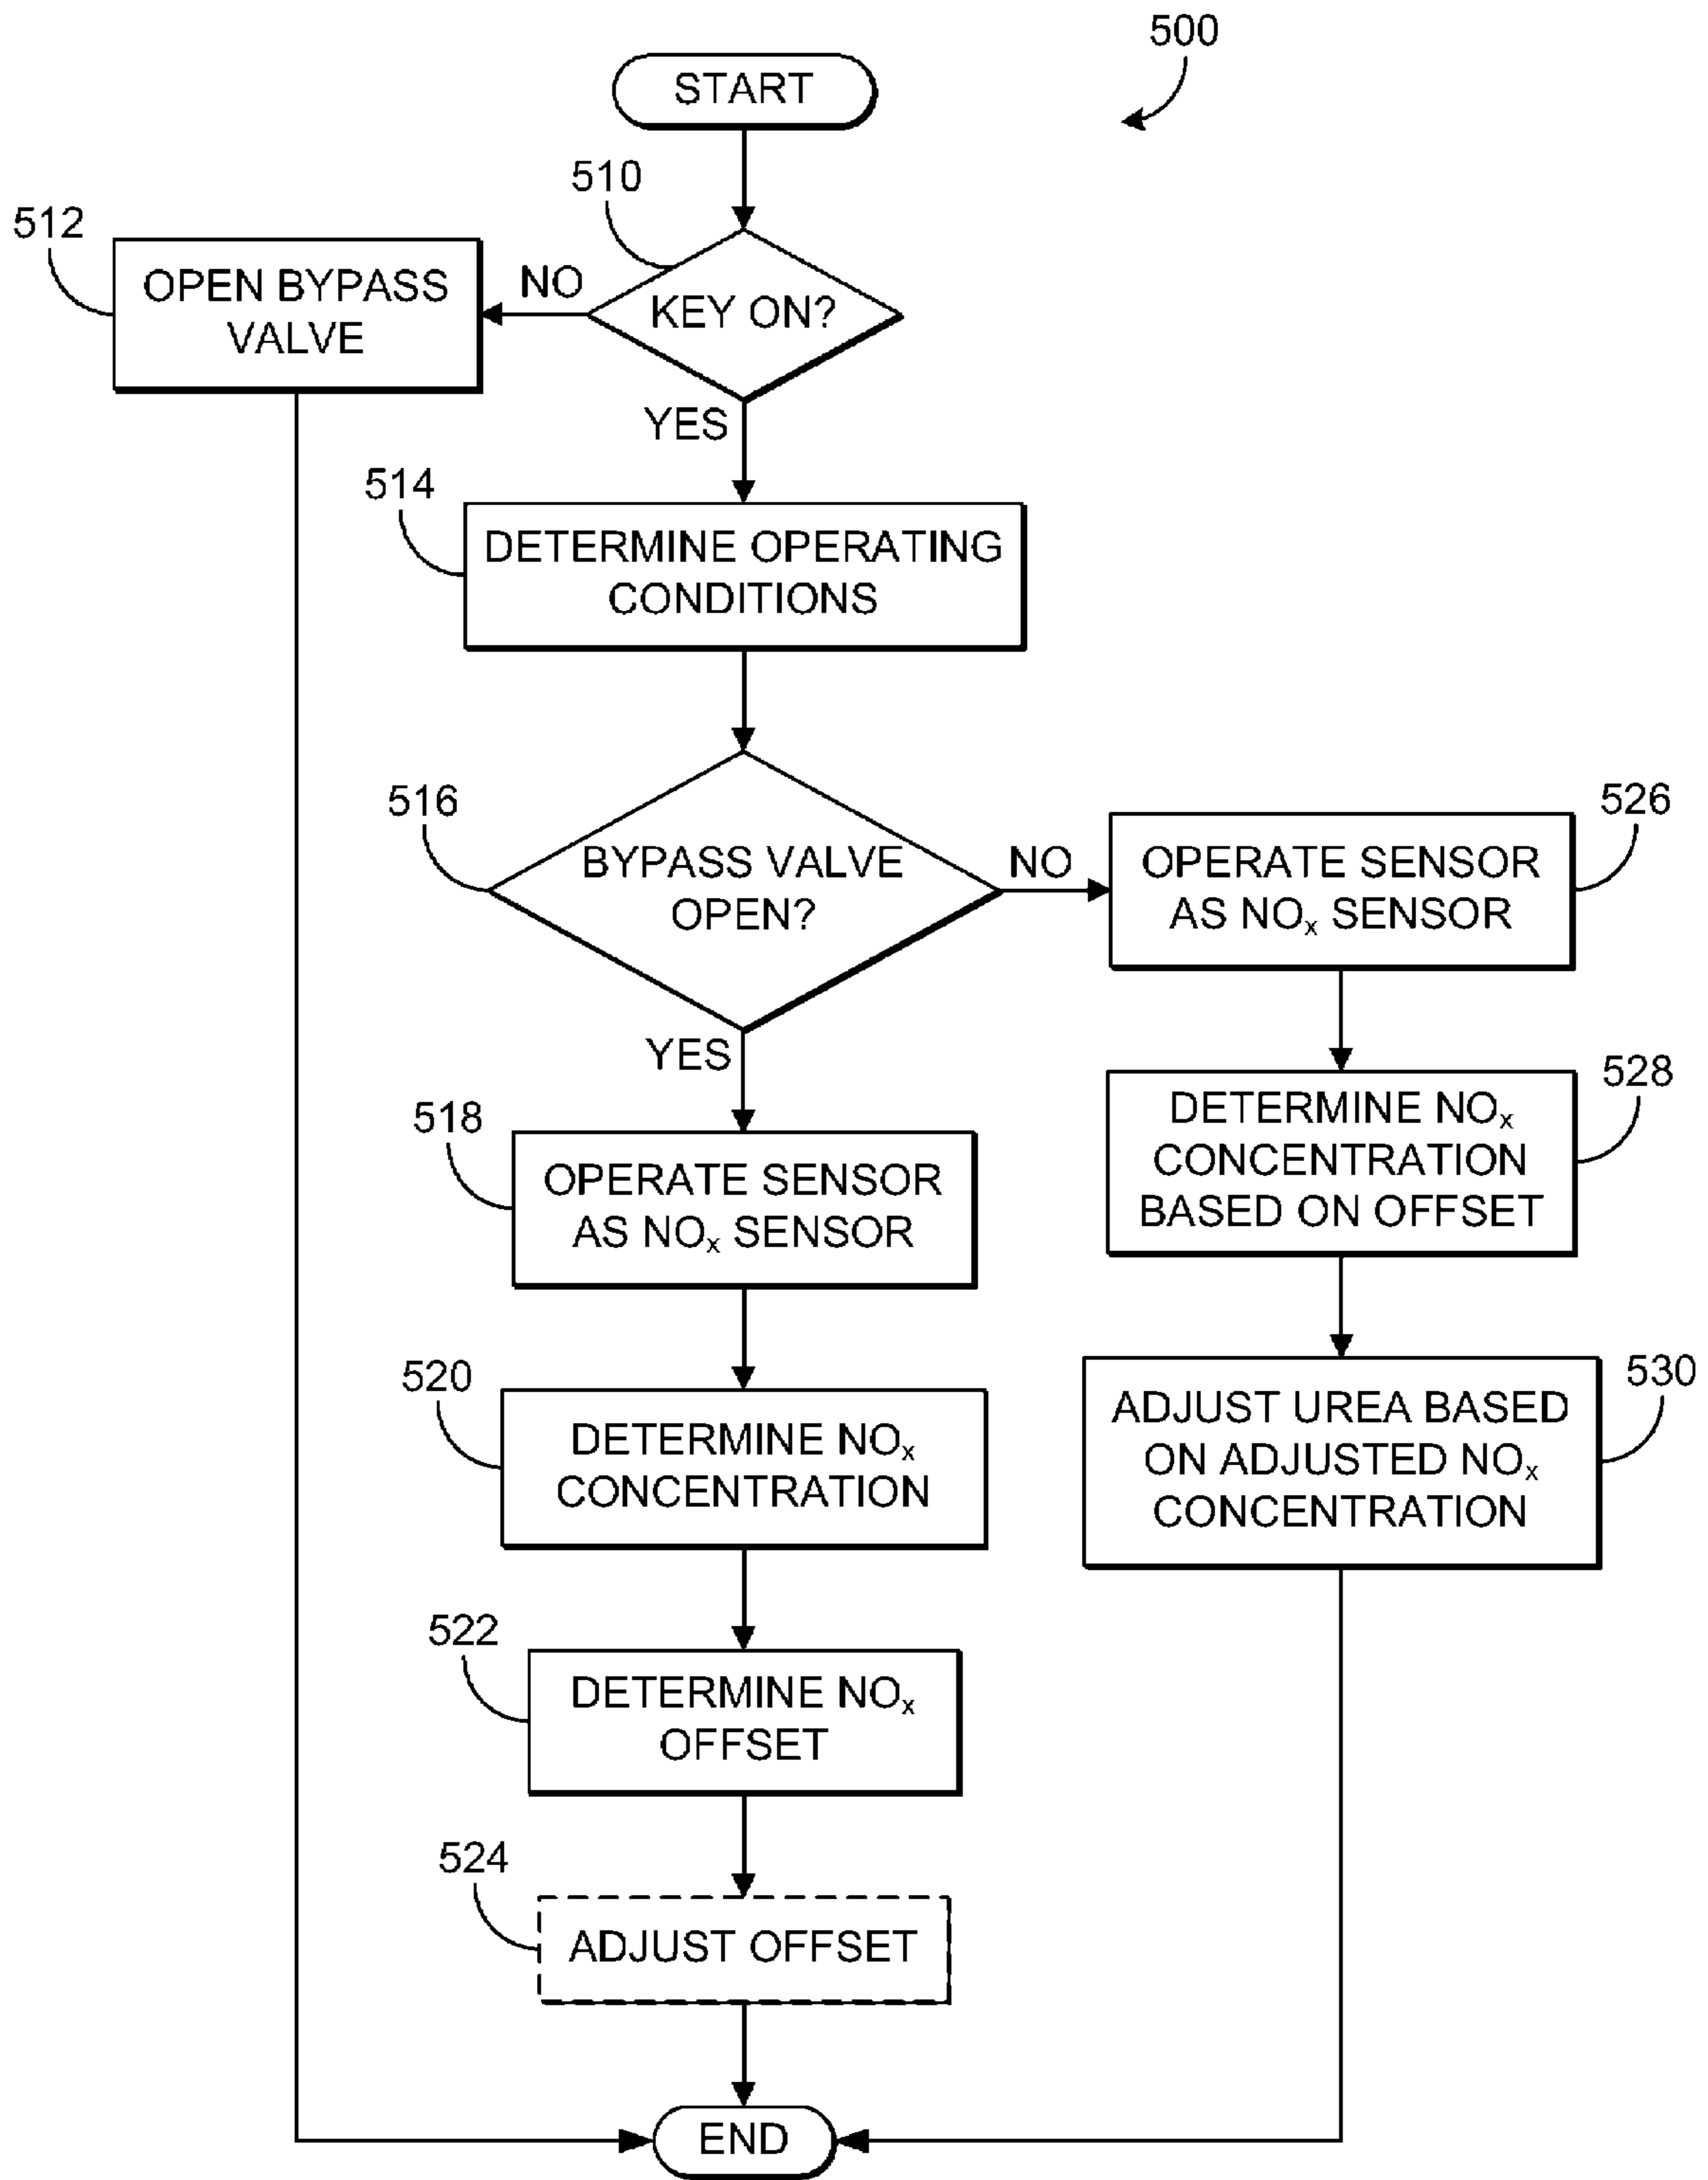 500
START
510
512
OPEN BYPASS
VALVE
NO
KEY ON?
YES
514
DETERMINE OPERATING
CONDITIONS
516
BYPASS VALVE
OPEN?
NO
526
OPERATE SENSOR
AS NOx SENSOR
YES
528
DETERMINE NOx
CONCENTRATION
BASED ON OFFSET
518
OPERATE SENSOR
AS NOx SENSOR
530
ADJUST UREA BASED
ON ADJUSTED NOx
CONCENTRATION
520
DETERMINE NOx
CONCENTRATION
522
DETERMINE NOx
OFFSET
524
ADJUST OFFSET
END